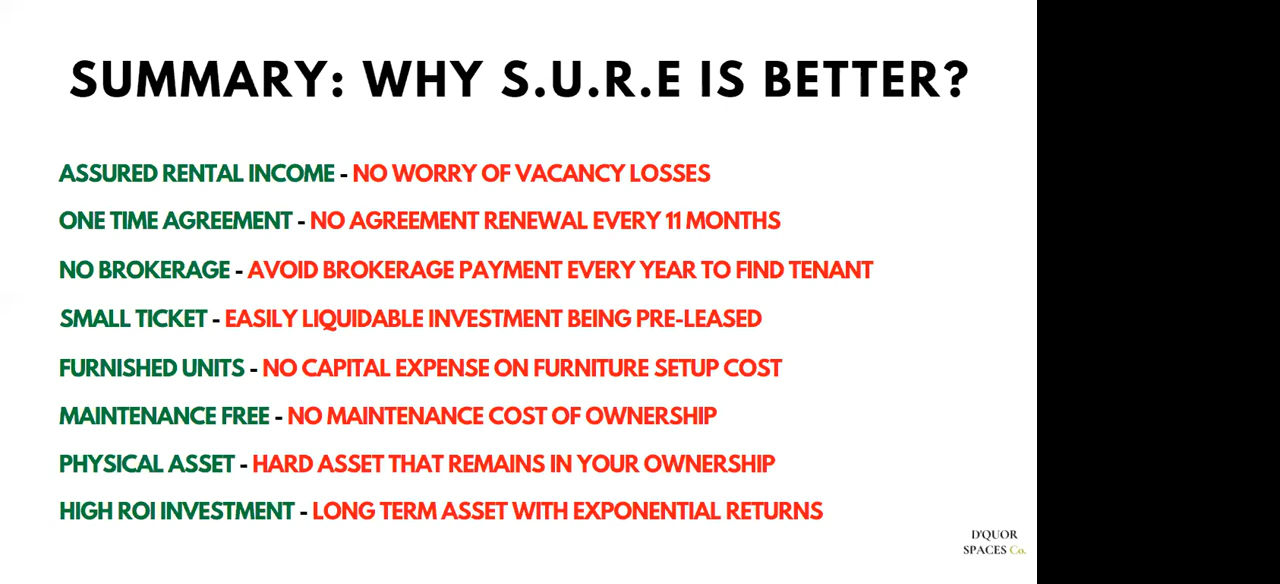 SUMMARY: WHY S.U.R.E IS BETTER?
ASSURED RENTAL INCOME - NO WORRY OF VACANCY LOSSES
ONE TIME AGREEMENT - NO AGREEMENT RENEWAL EVERY 11 MONTHS
NO BROKERAGE - AVOID BROKERAGE PAYMENT EVERY YEAR TO FIND TENANT
SMALL TICKET - EASILY LIQUIDABLE INVESTMENT BEING PRE-LEASED
FURNISHED UNITS - NO CAPITAL EXPENSE ON FURNITURE SETUP COST
MAINTENANCE FREE - NO MAINTENANCE COST OF OWNERSHIP
PHYSICAL ASSET - HARD ASSET THAT REMAINS IN YOUR OWNERSHIP
HIGH ROI INVESTMENT - LONG TERM ASSET WITH EXPONENTIAL RETURNS
D'QUOR
SPACES Co.